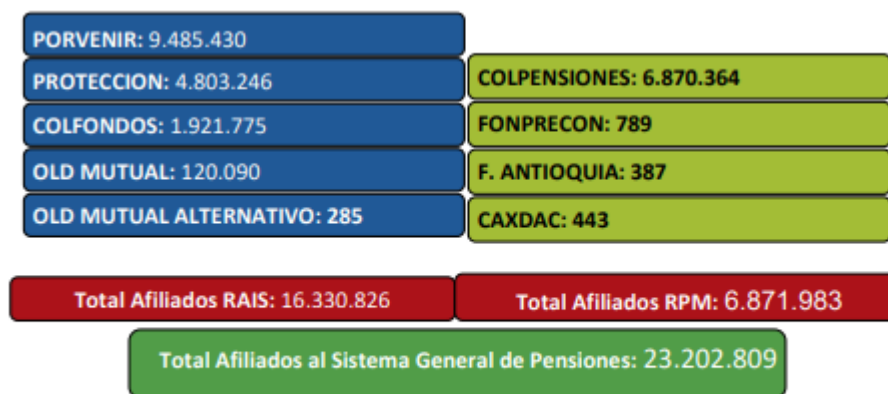 PORVENIR: 9.485.430
PROTECCION: 4.803.246
COLFONDOS: 1.921.775
OLD MUTUAL: 120.090
OLD MUTUAL ALTERNATIVO: 285
COLPENSIONES: 6.870.364
FONPRECON: 789
F. ANTIOQUIA: 387
CAXDAC: 443
Total Afiliados RAIS: 16.330.826
Total Afiliados RPM: 6.871.983
Total Afiliados al Sistema General de Pensiones: 23.202.809